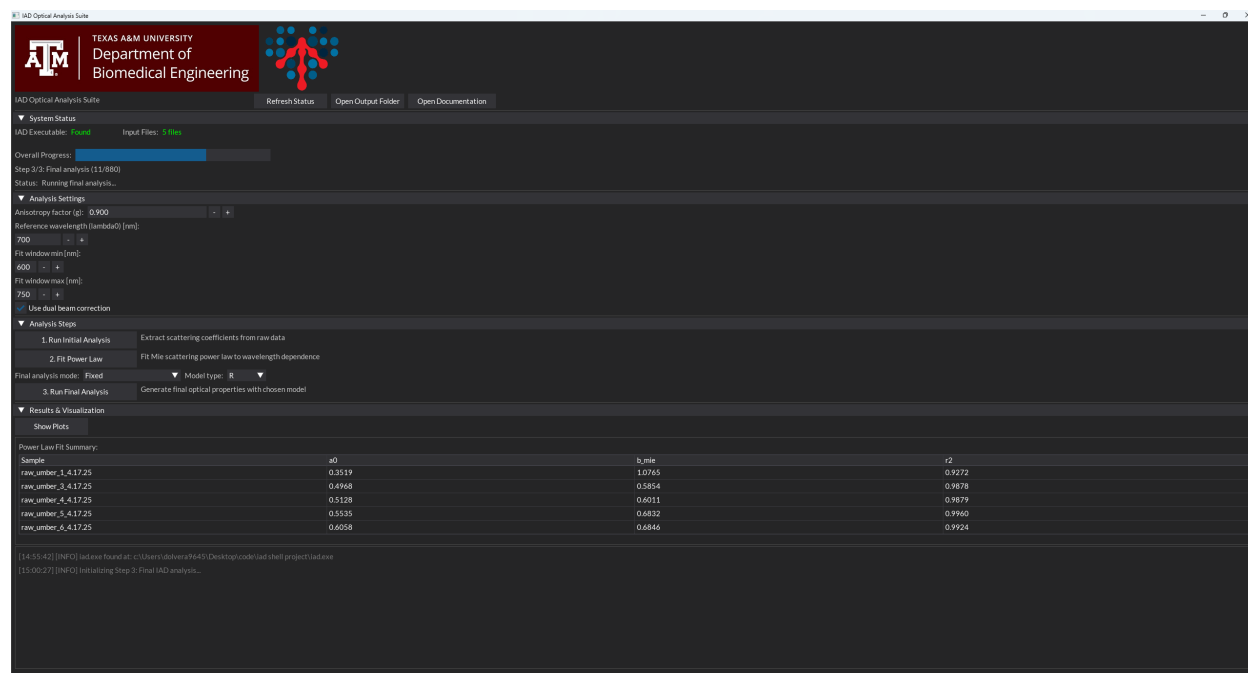 IAD Optical Analysis Suite
TEXAS A&M UNIVERSITY
Department of
Biomedical Engineering
ATM
IAD Optical Analysis Suite Refresh Status Open Output Folder Open Documentation
▼ System Status
IAD Executable: Found Input Files: 5 files
Overall Progress:
Step 3/3: Final analysis (11/880)
Status: Running final analysis...
▼ Analysis Settings
Anisotropy factor (g): 0.900 - +
Reference wavelength (lambda0) [nm]:
700 - +
Fit window min [nm]:
600 - +
Fit window max [nm]:
750 - +
Use dual beam correction
▼ Analysis Steps
1. Run Initial Analysis Extract scattering coefficients from raw data
2. Fit Power Law Fit Mie scattering power law to wavelength dependence
Final analysis mode: Fixed ▼ Model type: R ▼
3. Run Final Analysis Generate final optical properties with chosen model
▼ Results & Visualization
Show Plots
Power Law Fit Summary:
Sample a0 b_mie r2
raw_umber_1_4.17.25 0.3519 1.0765 0.9272
raw_umber_3_4.17.25 0.4968 0.5854 0.9878
raw_umber_4_4.17.25 0.5128 0.6011 0.9879
raw_umber_5_4.17.25 0.5535 0.6832 0.9960
raw_umber_6_4.17.25 0.6058 0.6846 0.9924
[14:55:42] [INFO] iad.exe found at: c:\Users\dolvera9645\Desktop\code\iad shell project\iad.exe
[15:00:27] [INFO] Initializing Step 3: Final IAD analysis...